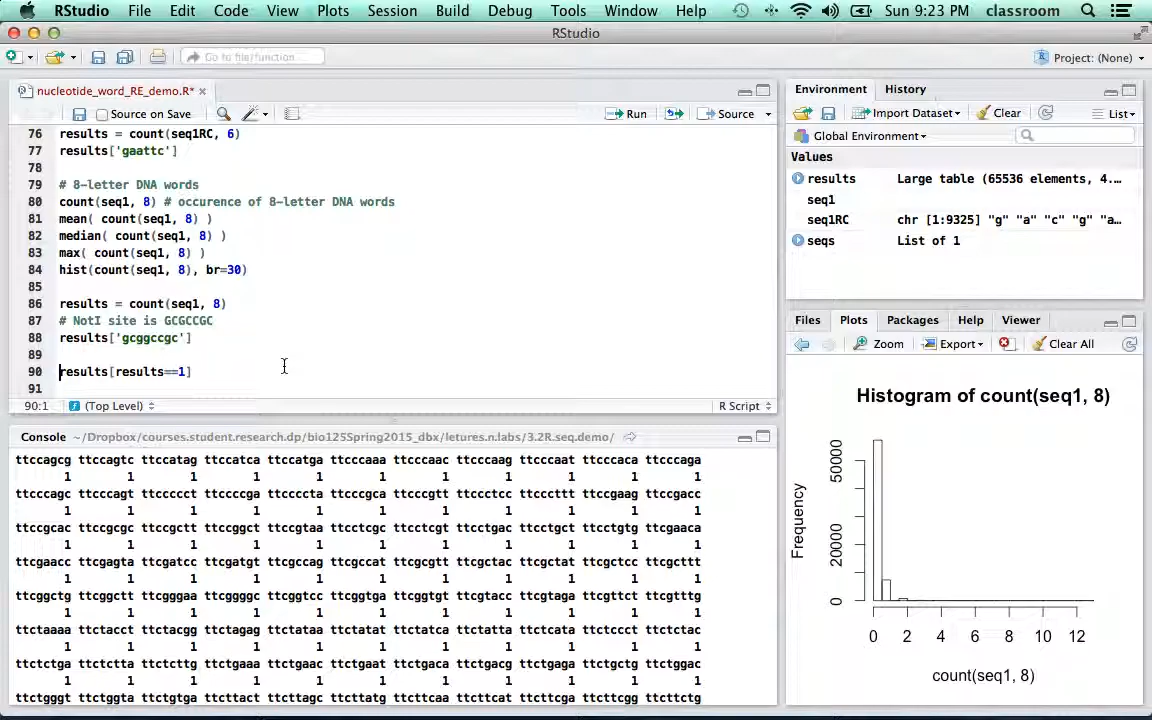 RStudio File Edit Code View Plots Session Build Debug Tools Window Help Sun 9:23 PM classroom
RStudio
Go to file/function
Project: (None)
nucleotide_word_RE_demo.R*
Source on Save Run Source
76 results = count(seq1RC, 6)
77 results['gaattc']
78
79 # 8-letter DNA words
80 count(seq1, 8) # occurence of 8-letter DNA words
81 mean( count(seq1, 8) )
82 median( count(seq1, 8) )
83 max( count(seq1, 8) )
84 hist(count(seq1, 8), br=30)
85
86 results = count(seq1, 8)
87 # NotI site is GCGCCGC
88 results['gcggccgc']
89
90 results[results==1]
91
90:1 (Top Level) R Script
Console ~/Dropbox/courses.student.research.dp/bio125Spring2015_dbx/letures.n.labs/3.2R.seq.demo/
ttccagcg ttccagtc ttccatag ttccatca ttccatga ttcccaaa ttcccaac ttcccaag ttcccaat ttcccaca ttcccaga
1 1 1 1 1 1 1 1 1 1 1
ttcccagc ttcccagt ttccccct ttccccga ttccccta ttcccgca ttcccgtt ttccctcc ttcccttt ttccgaag ttccgacc
1 1 1 1 1 1 1 1 1 1 1
ttccgcac ttccgcgc ttccgctt ttccggct ttccgtaa ttcctcgc ttcctcgt ttcctgac ttcctgct ttcctgtg ttcgaaca
1 1 1 1 1 1 1 1 1 1 1
ttcgaacc ttcgagta ttcgatct ttcgatgt ttcgccag ttcgccat ttcgcgtt ttcgctac ttcgctat ttcgctcc ttcgcttt
1 1 1 1 1 1 1 1 1 1 1
ttcggctg ttcggctt ttcgggaa ttcggggc ttcggtcc ttcggtga ttcggtgt ttcgtacc ttcgtaga ttcgttct ttcgtttg
1 1 1 1 1 1 1 1 1 1 1
ttctaaaa ttctacct ttctacgg ttctagag ttctataa ttctatat ttctatca ttctatta ttctcata ttctccct ttctctac
1 1 1 1 1 1 1 1 1 1 1
ttctctga ttctctta ttctcttg ttctgaaa ttctgaac ttctgaat ttctgaca ttctgacg ttctgaga ttctgctg ttctggac
1 1 1 1 1 1 1 1 1 1 1
ttctgggt ttctggta ttctgtga ttcttact ttcttagc ttcttatg ttcttcaa ttcttcat ttcttcga ttcttcgg ttcttctg
Environment History
Import Dataset Clear List
Global Environment
Values
results Large table (65536 elements, 4.…
seq1
seq1RC chr [1:9325] "g" "a" "c" "g" "a…
seqs List of 1
Files Plots Packages Help Viewer
Zoom Export Clear All
Histogram of count(seq1, 8)
Frequency
0 20000 50000
0 2 4 6 8 10 12
count(seq1, 8)